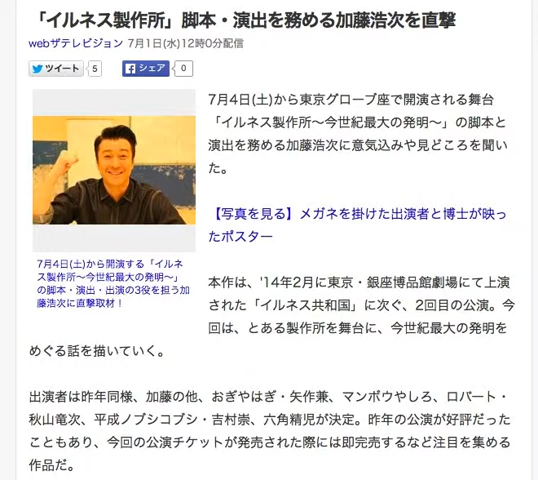 「イルネス製作所」脚本・演出を務める加藤浩次を直撃
webザテレビジョン 7月1日(水)12時0分配信
ツイート 5 シェア 0
7月4日(土)から東京グローブ座で開演される舞台
「イルネス製作所〜今世紀最大の発明〜」の脚本と
演出を務める加藤浩次に意気込みや見どころを聞い
た。
【写真を見る】メガネを掛けた出演者と博士が映っ
たポスター
7月4日(土)から開演する「イルネ
ス製作所〜今世紀最大の発明〜」
の脚本・演出・出演の3役を担う加
藤浩次に直撃取材！
本作は、'14年2月に東京・銀座博品館劇場にて上演
された「イルネス共和国」に次ぐ、2回目の公演。今
回は、とある製作所を舞台に、今世紀最大の発明を
めぐる話を描いていく。
出演者は昨年同様、加藤の他、おぎやはぎ・矢作兼、マンボウやしろ、ロバート・
秋山竜次、平成ノブシコブシ・吉村崇、六角精児が決定。昨年の公演が好評だった
こともあり、今回の公演チケットが発売された際には即完売するなど注目を集める
作品だ。